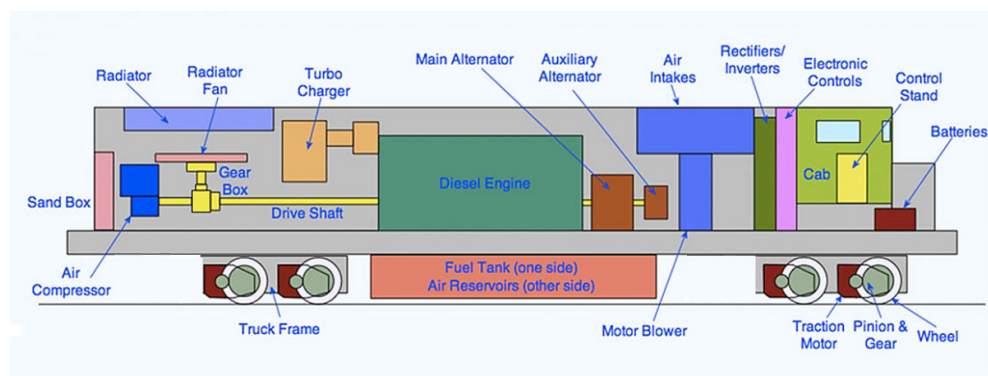 Radiator
Radiator
Fan
Turbo
Charger
Main Alternator
Auxiliary
Alternator
Air
Intakes
Rectifiers/
Inverters
Electronic
Controls
Control
Stand
Batteries
Sand Box
Gear
Box
Drive Shaft
Diesel Engine
Cab
Air
Compressor
Fuel Tank (one side)
Air Reservoirs (other side)
Truck Frame
Motor Blower
Traction
Motor
Pinion &
Gear
Wheel